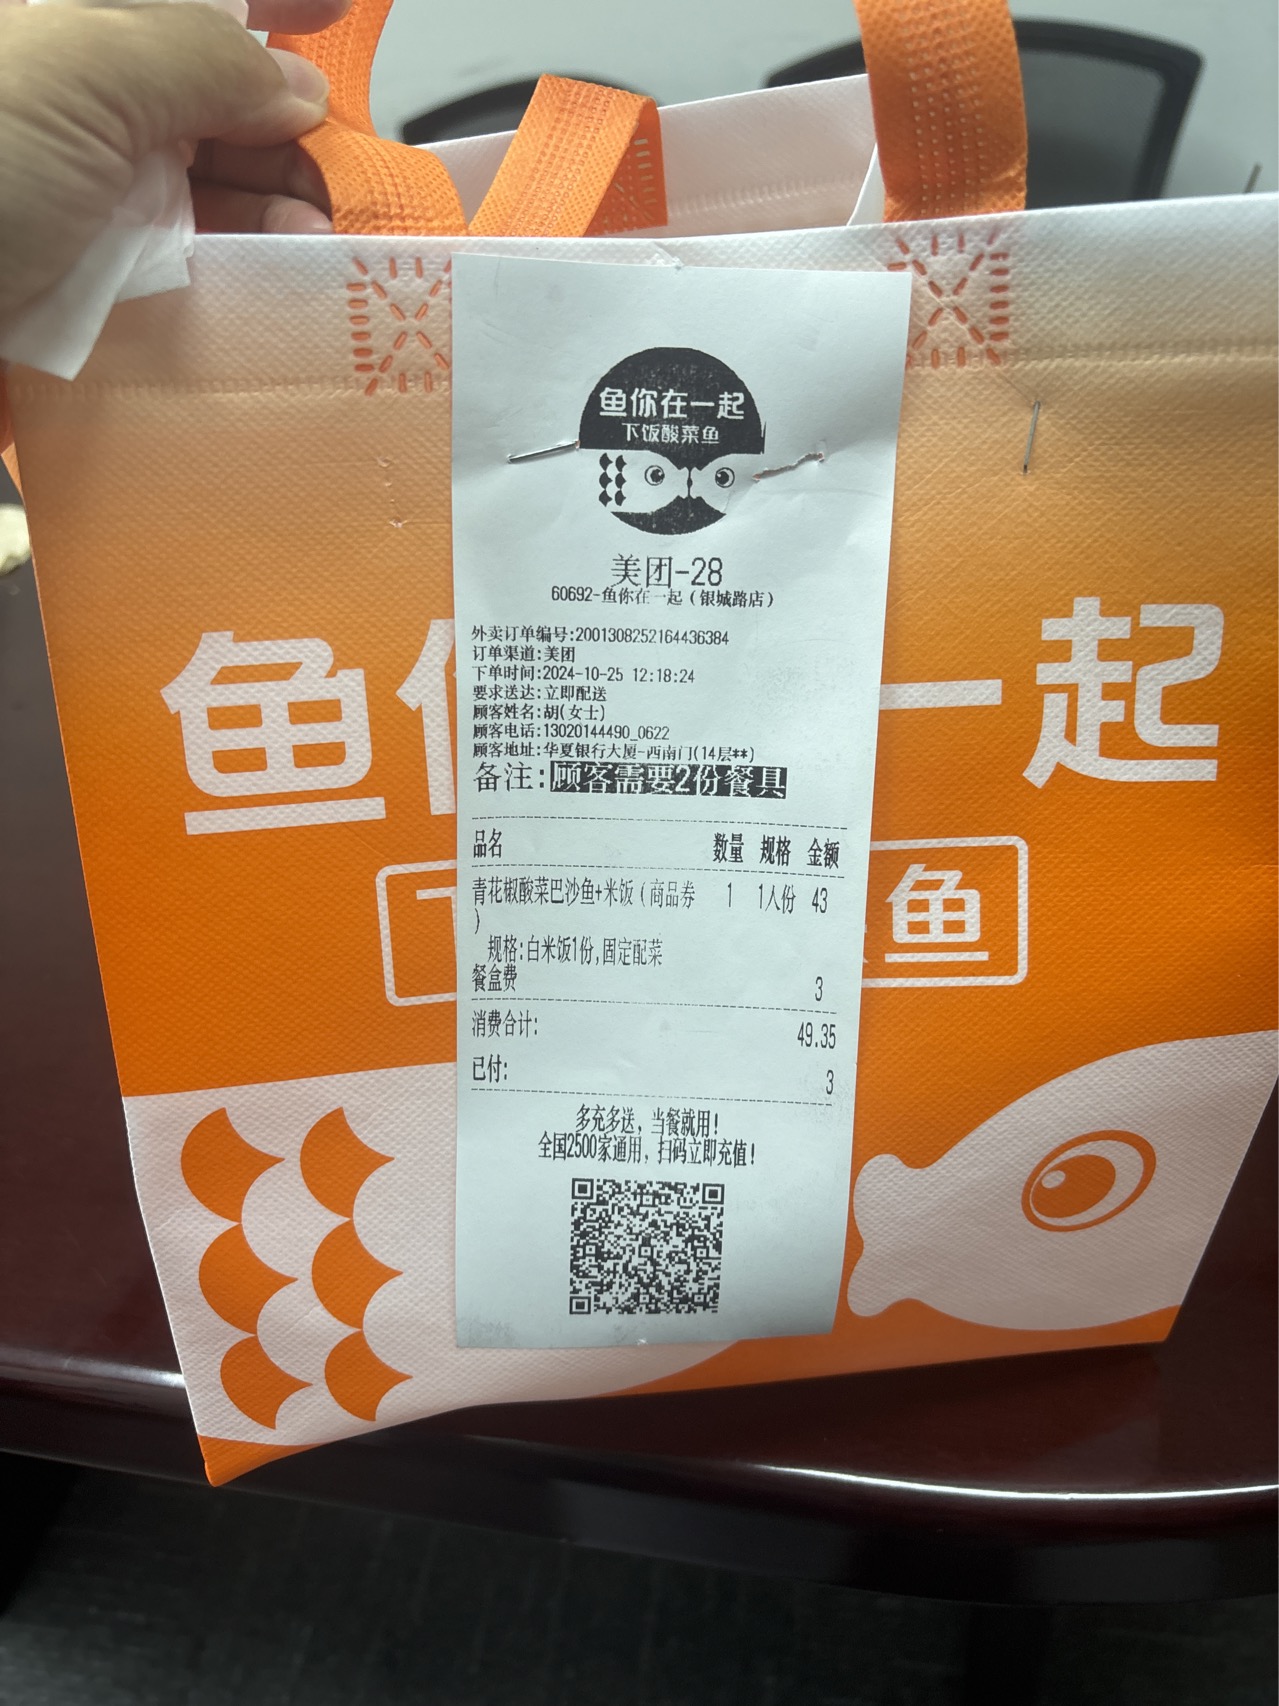 鱼你在一起
下饭酸菜鱼
美团-28
60692-鱼你在一起(银城路店)
外卖订单编号:2001308252164436384
订单渠道:美团
下单时间:2024-10-25 12:18:24
要求送达:立即配送
顾客姓名:胡(女士)
顾客电话:13020144490_0622
顾客地址:华夏银行大厦-西南门(14层**)
备注:顾客需要2份餐具
品名 数量 规格 金额
青花椒酸菜巴沙鱼+米饭(商品券 1 1人份 43
)
规格:白米饭1份,固定配菜
餐盒费 3
消费合计: 49.35
已付: 3
多充多送，当餐就用！
全国2500家通用，扫码立即充值！
鱼 一起
鱼